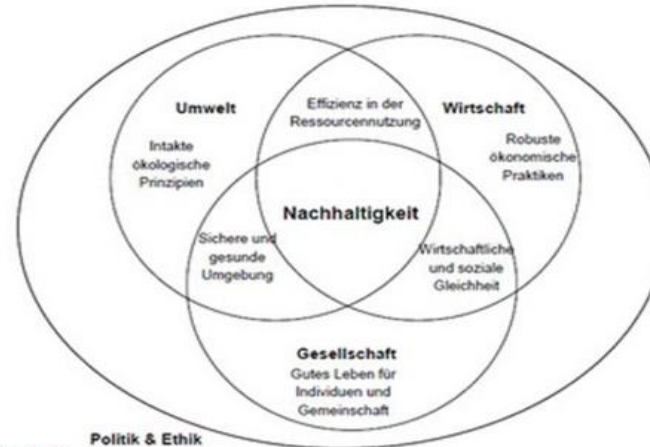 Umwelt
Intakte
ökologische
Prinzipien
Effizienz in der
Ressourcennutzung
Wirtschaft
Robuste
ökonomische
Praktiken
Nachhaltigkeit
Sichere und
gesunde
Umgebung
Wirtschaftliche
und soziale
Gleichheit
Gesellschaft
Gutes Leben für
Individuen und
Gemeinschaft
Politik & Ethik